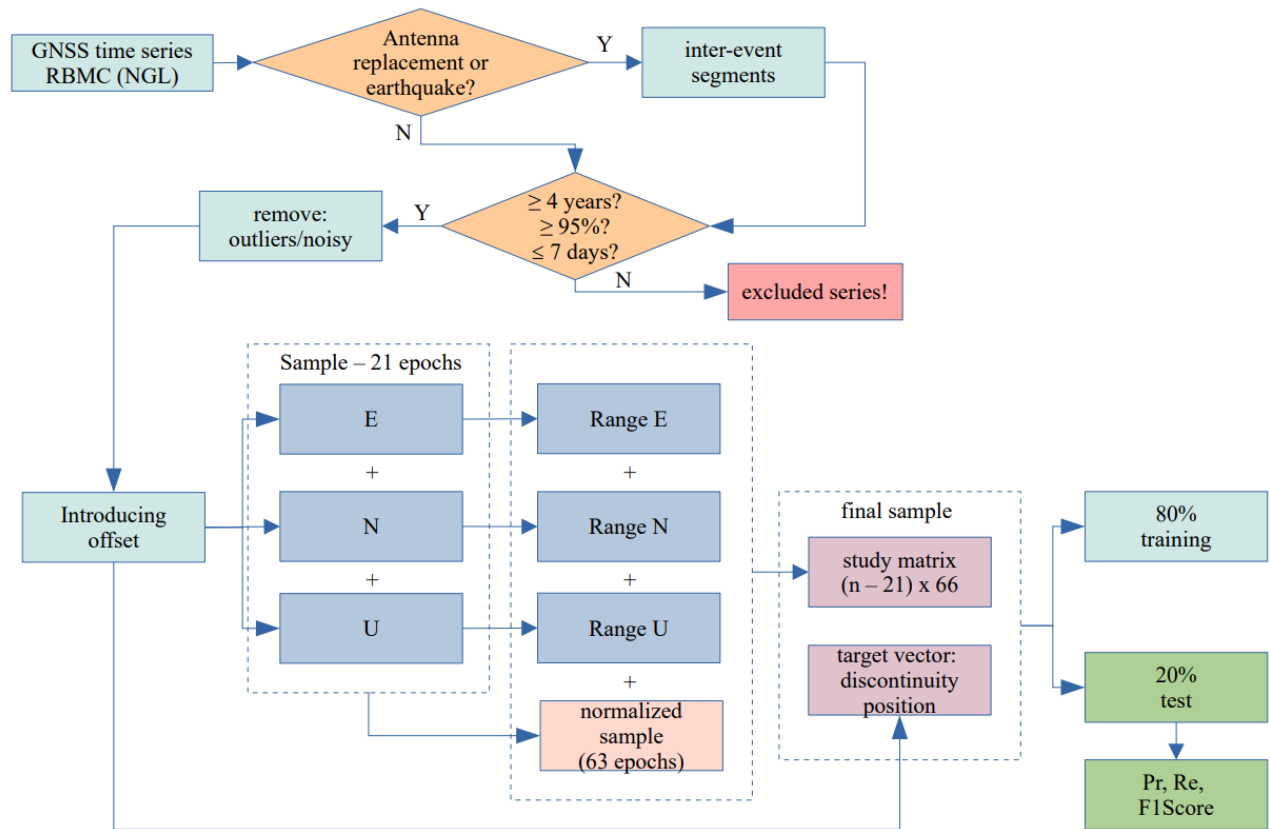 GNSS time series
RBMC (NGL)
Antenna
replacement or
earthquake?
Y
inter-event
segments
N
≥ 4 years?
≥ 95%?
≤ 7 days?
Y
remove:
outliers/noisy
N
excluded series!
Sample – 21 epochs
E
+
N
+
U
Range E
+
Range N
+
Range U
+
normalized
sample
(63 epochs)
Introducing
offset
final sample
study matrix
(n – 21) x 66
target vector:
discontinuity
position
80%
training
20%
test
Pr, Re,
F1Score